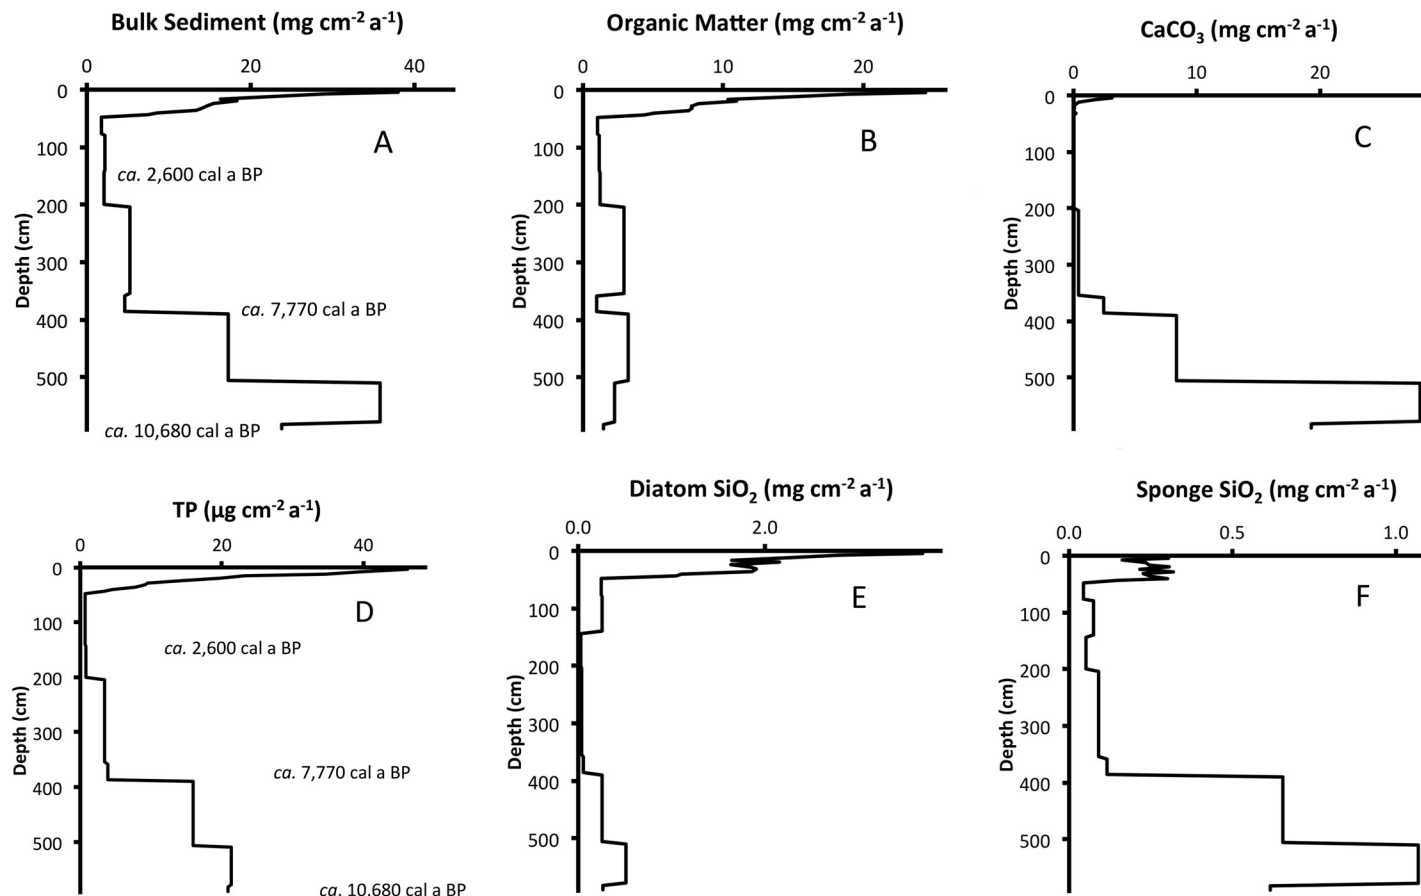 Bulk Sediment (mg cm-2 a-1)
0 20 40
0
100
200
300
400
500
Depth (cm)
A
ca. 2,600 cal a BP
ca. 7,770 cal a BP
ca. 10,680 cal a BP
Organic Matter (mg cm-2 a-1)
0 10 20
0
100
200
300
400
500
Depth (cm)
B
CaCO3 (mg cm-2 a-1)
0 10 20
0
100
200
300
400
500
Depth (cm)
C
TP (µg cm-2 a-1)
0 20 40
0
100
200
300
400
500
Depth (cm)
D
ca. 2,600 cal a BP
ca. 7,770 cal a BP
ca. 10,680 cal a BP
Diatom SiO2 (mg cm-2 a-1)
0.0 2.0
0
100
200
300
400
500
Depth (cm)
E
Sponge SiO2 (mg cm-2 a-1)
0.0 0.5 1.0
0
100
200
300
400
500
Depth (cm)
F